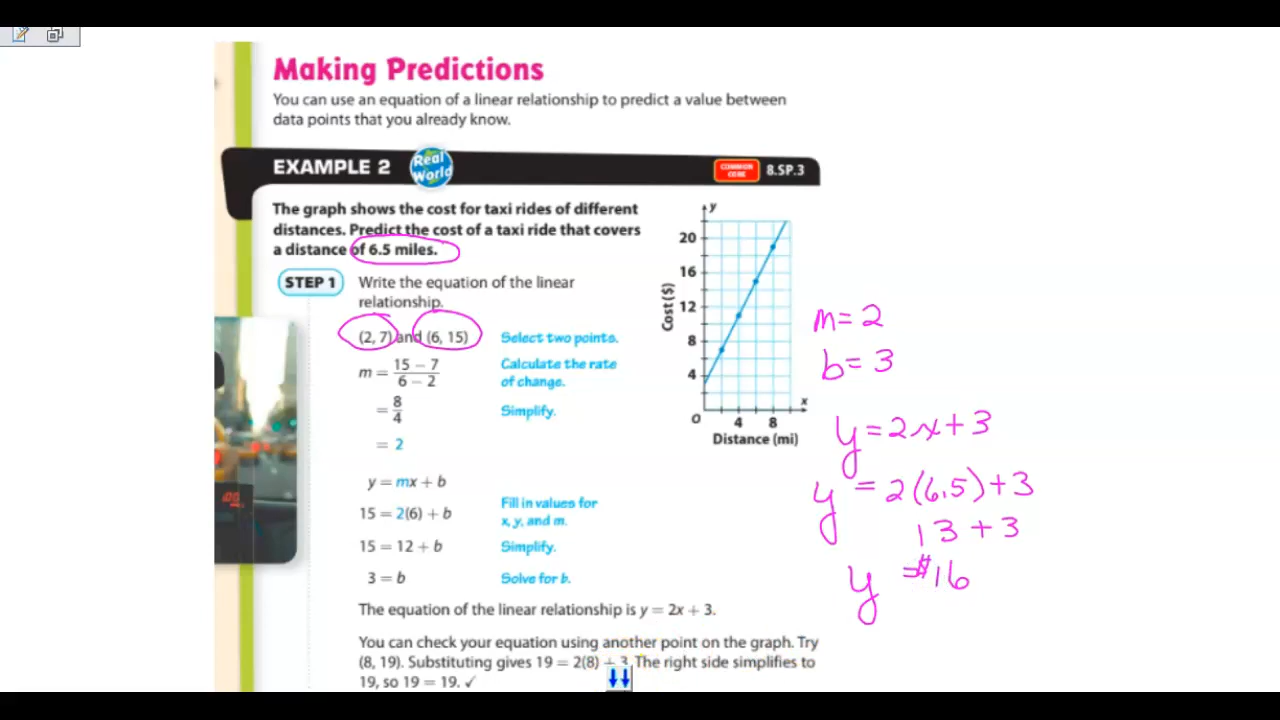 Making Predictions
You can use an equation of a linear relationship to predict a value between
data points that you already know.
EXAMPLE 2 Real World COMMON CORE 8.SP.3
The graph shows the cost for taxi rides of different
distances. Predict the cost of a taxi ride that covers
a distance of 6.5 miles.
STEP 1 Write the equation of the linear
relationship.
(2, 7) and (6, 15) Select two points.
m = 15 − 7 / 6 − 2 Calculate the rate
of change.
= 8/4 Simplify.
= 2
y = mx + b
15 = 2(6) + b Fill in values for
x, y, and m.
15 = 12 + b Simplify.
3 = b Solve for b.
The equation of the linear relationship is y = 2x + 3.
You can check your equation using another point on the graph. Try
(8, 19). Substituting gives 19 = 2(8) + 3. The right side simplifies to
19, so 19 = 19. ✓
y
20
16
12
8
4
O 4 8 x
Cost ($)
Distance (mi)
m = 2
b = 3
y = 2x + 3
y = 2(6.5) + 3
13 + 3
y = $16